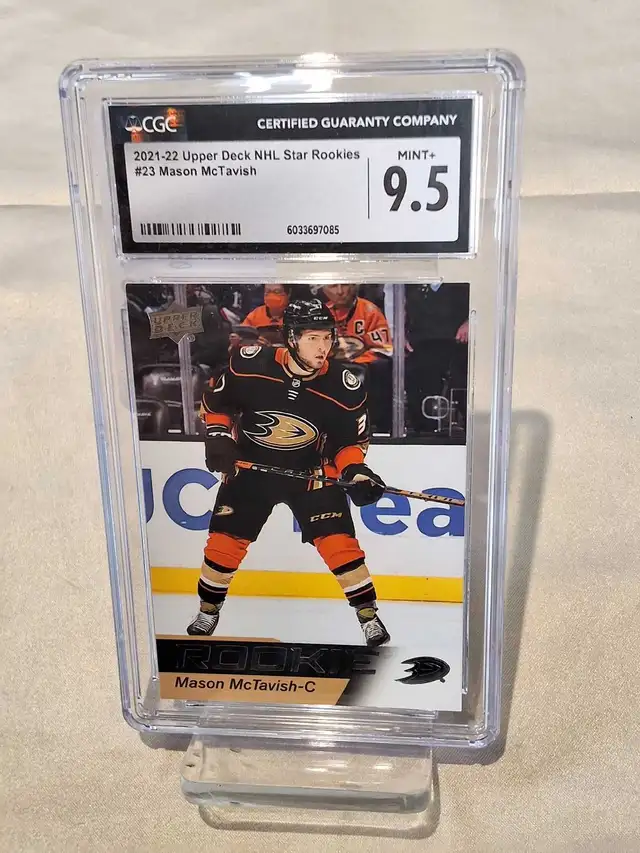 CGC
CERTIFIED GUARANTY COMPANY
2021-22 Upper Deck NHL Star Rookies
#23 Mason McTavish
MINT+
9.5
6033697085
UPPER DECK
C
47
CCM
ROOKIE
Mason McTavish-C